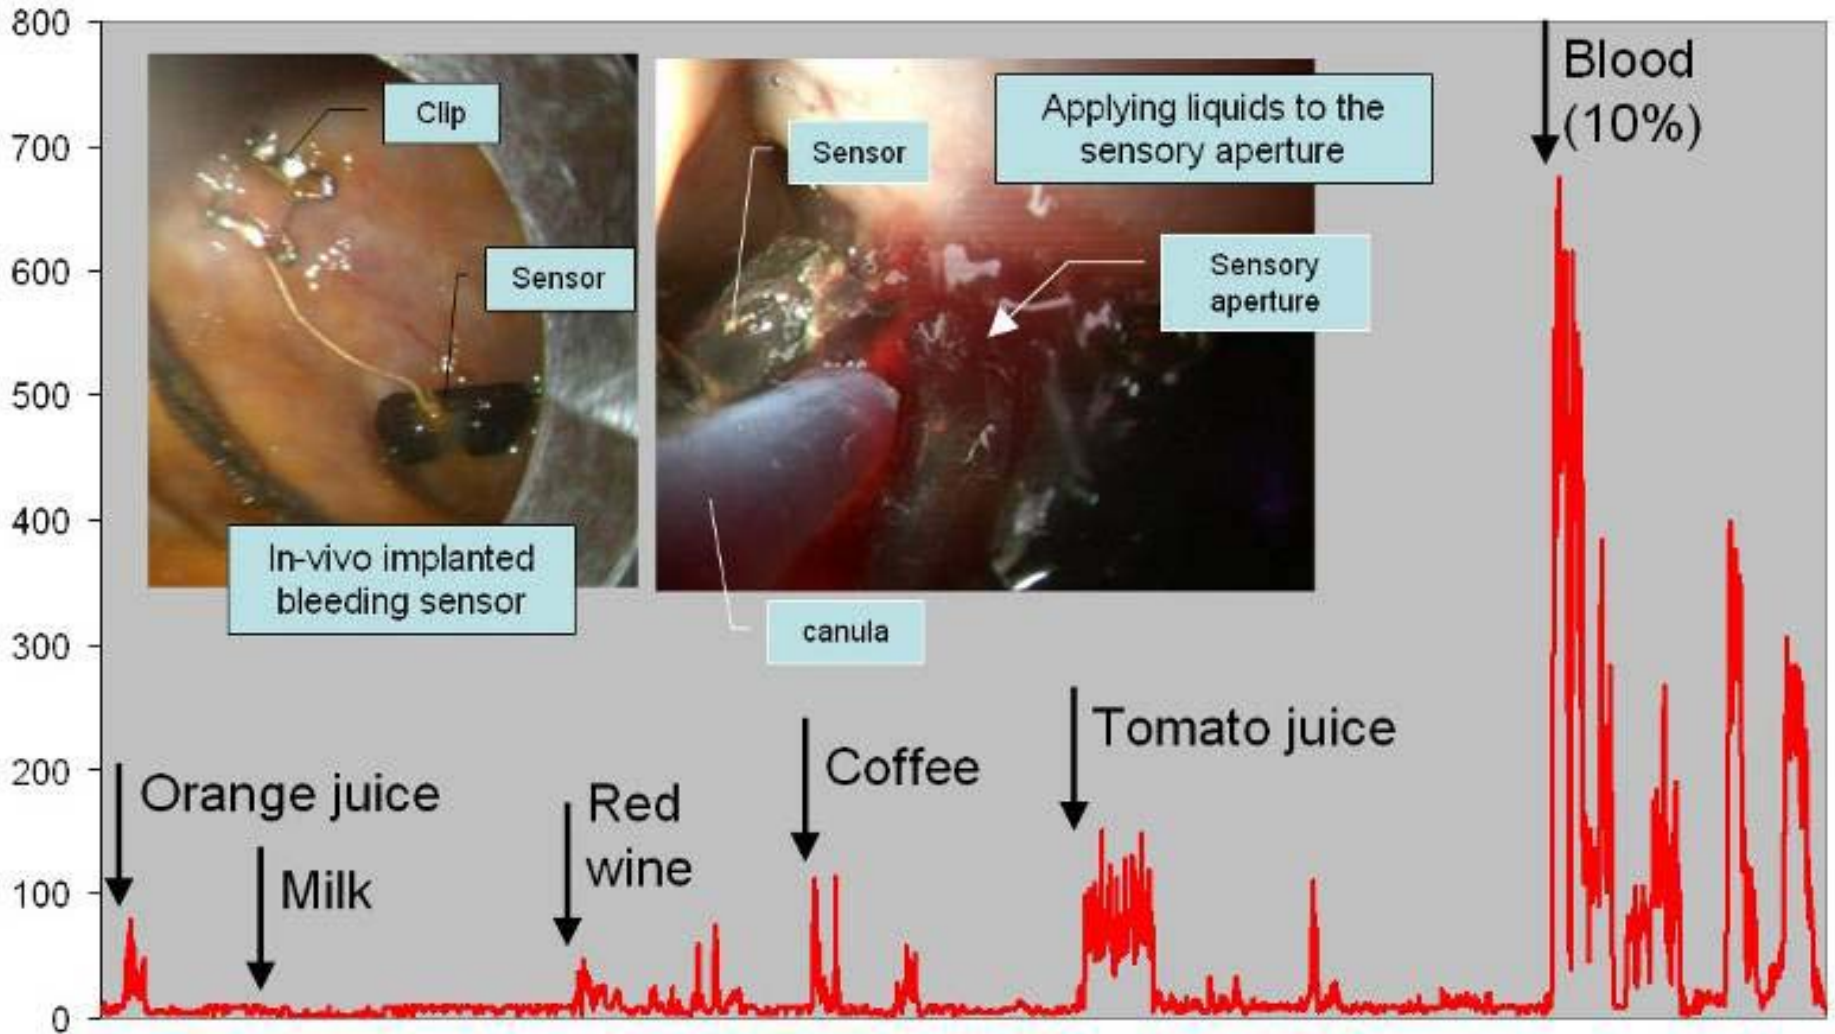 800
700
600
500
400
300
200
100
0
Clip
Sensor
In-vivo implanted
bleeding sensor
Sensor
Applying liquids to the
sensory aperture
Sensory
aperture
canula
Orange juice
Milk
Red
wine
Coffee
Tomato juice
Blood
(10%)